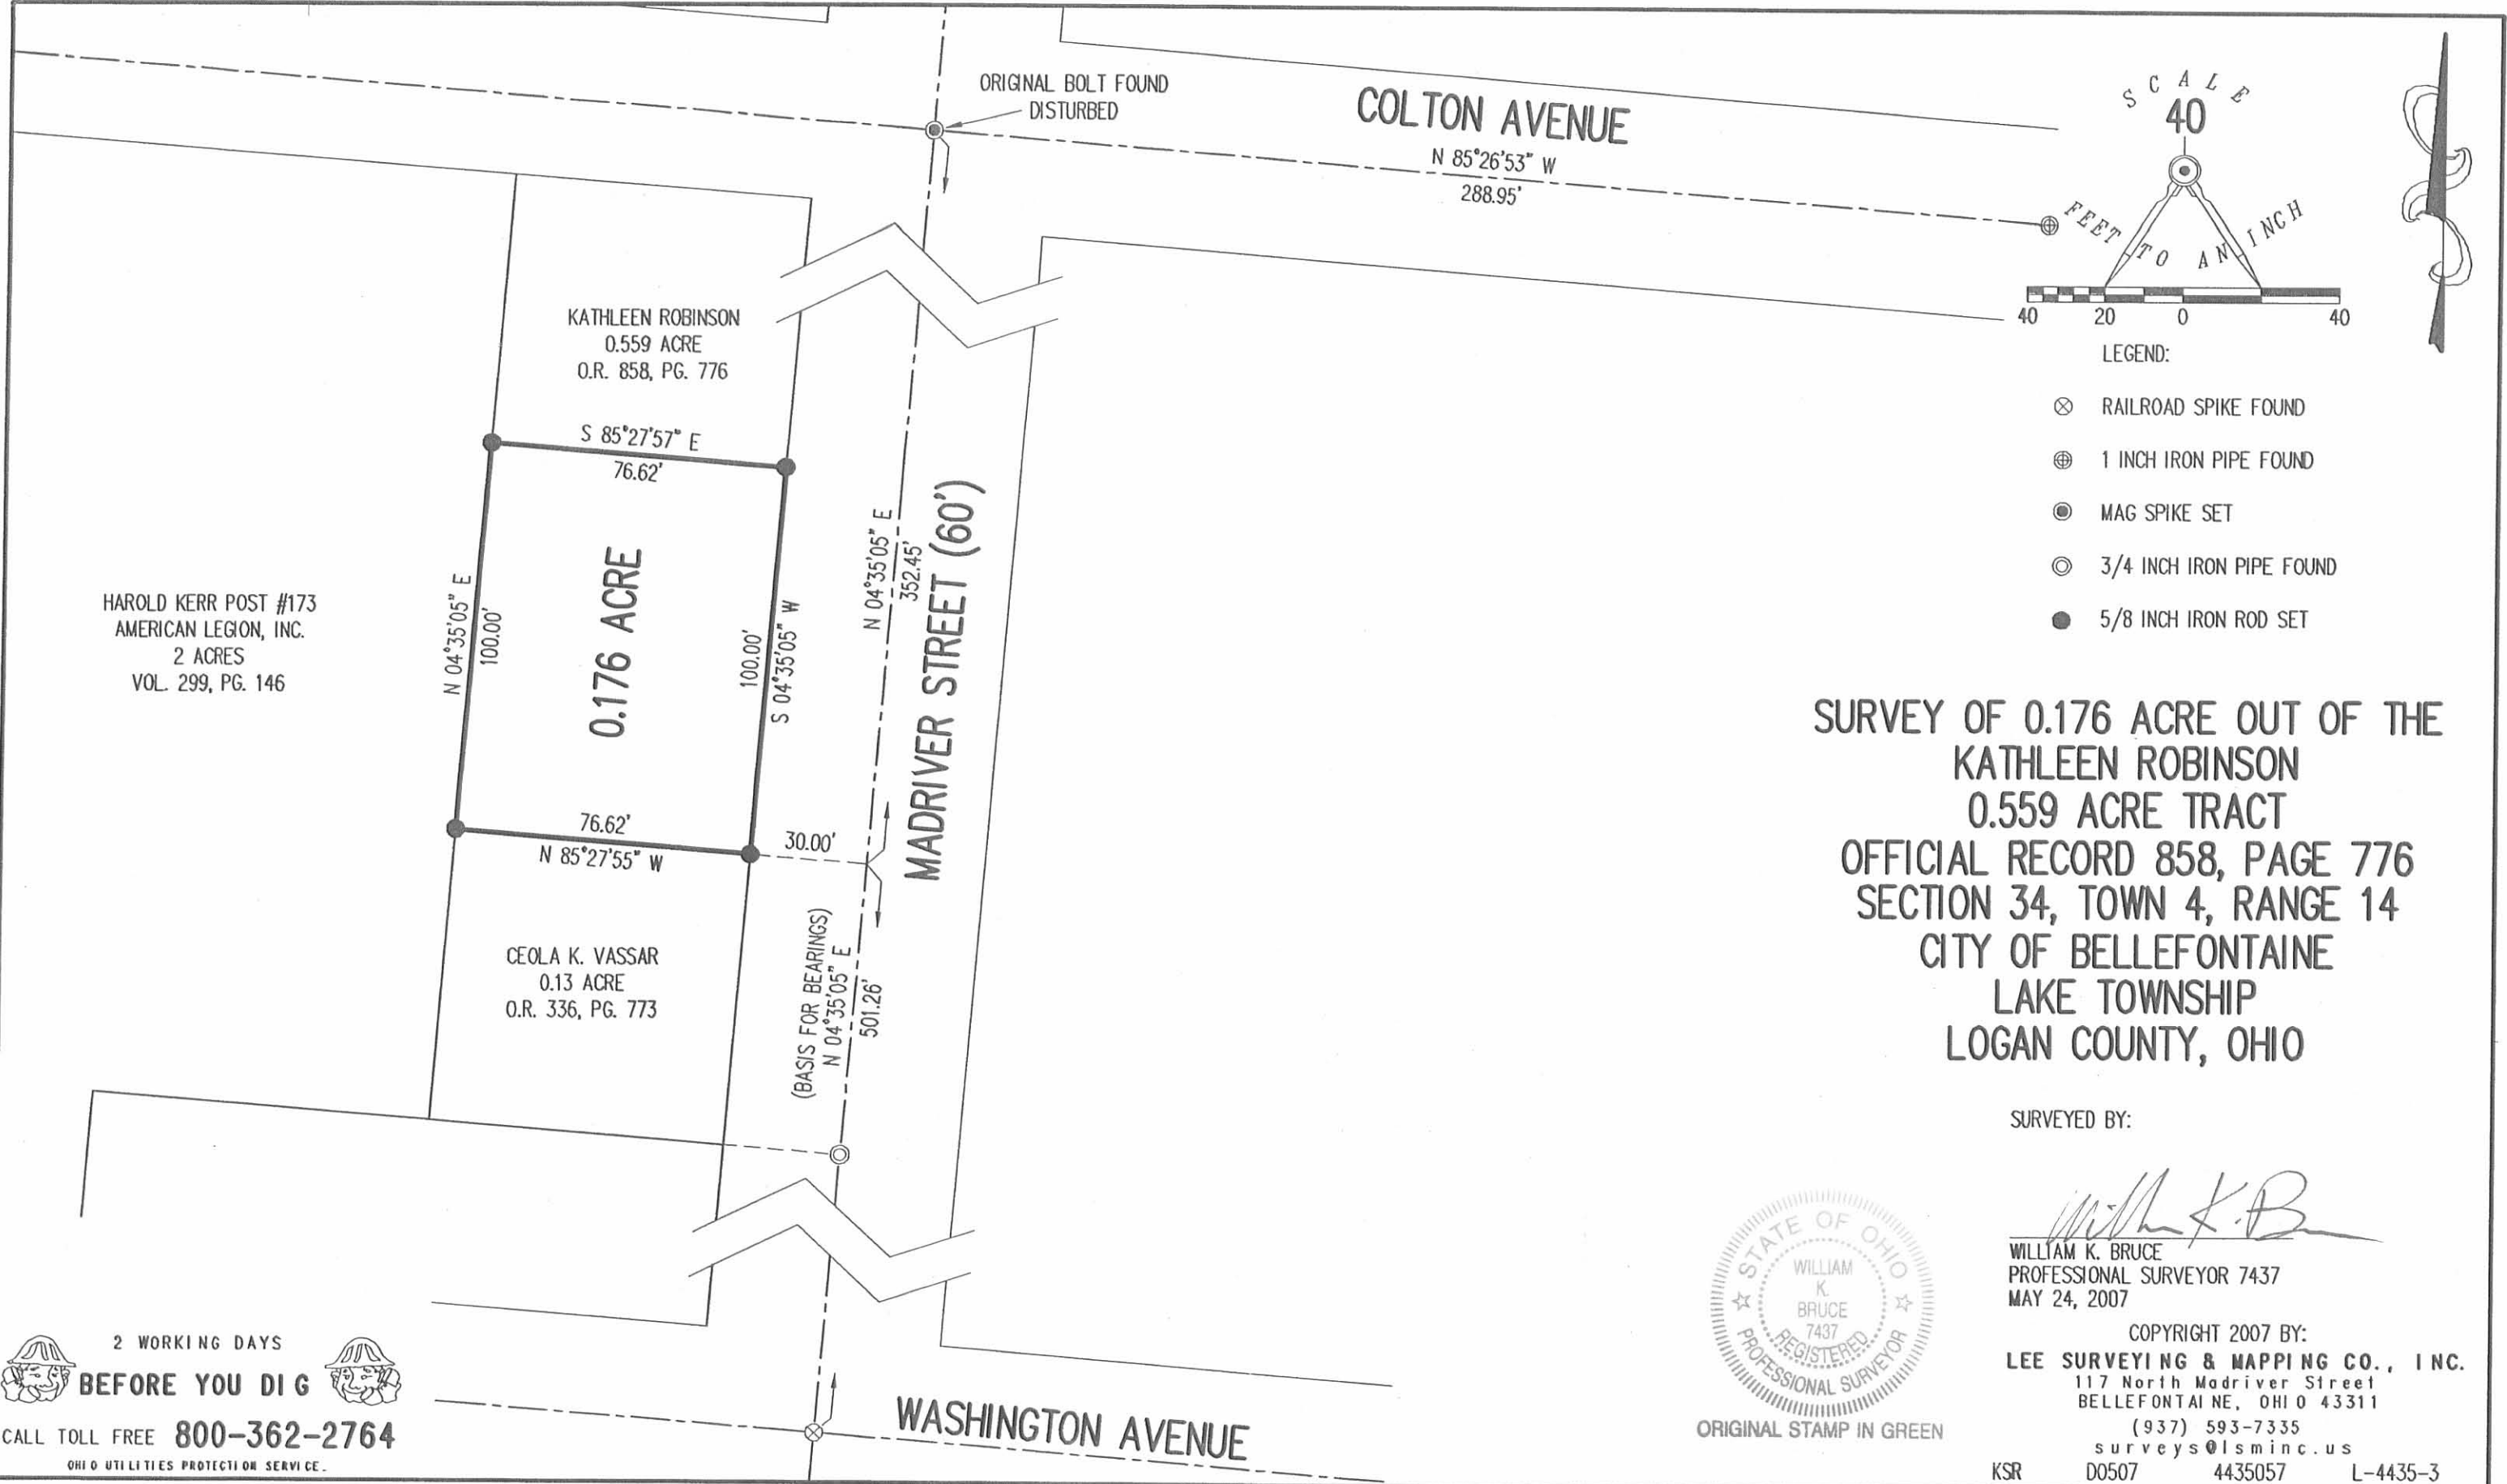 ORIGINAL BOLT FOUND
DISTURBED
COLTON AVENUE
N 85°26'53" W
288.95'
SCALE
40
FEET TO AN INCH
40 20 0 40
LEGEND:
RAILROAD SPIKE FOUND
1 INCH IRON PIPE FOUND
MAG SPIKE SET
3/4 INCH IRON PIPE FOUND
5/8 INCH IRON ROD SET
KATHLEEN ROBINSON
0.559 ACRE
O.R. 858, PG. 776
S 85°27'57" E
76.62'
N 04°35'05" E
100.00'
0.176 ACRE
100.00'
S 04°35'05" W
N 04°35'05" E
352.45'
MADRIVER STREET (60')
HAROLD KERR POST #173
AMERICAN LEGION, INC.
2 ACRES
VOL. 299, PG. 146
76.62'
N 85°27'55" W
30.00'
(BASIS FOR BEARINGS)
N 04°35'05" E
501.26'
CEOLA K. VASSAR
0.13 ACRE
O.R. 336, PG. 773
SURVEY OF 0.176 ACRE OUT OF THE
KATHLEEN ROBINSON
0.559 ACRE TRACT
OFFICIAL RECORD 858, PAGE 776
SECTION 34, TOWN 4, RANGE 14
CITY OF BELLEFONTAINE
LAKE TOWNSHIP
LOGAN COUNTY, OHIO
SURVEYED BY:
William K. Bruce
WILLIAM K. BRUCE
PROFESSIONAL SURVEYOR 7437
MAY 24, 2007
STATE OF OHIO
WILLIAM
K.
BRUCE
7437
REGISTERED
PROFESSIONAL SURVEYOR
ORIGINAL STAMP IN GREEN
COPYRIGHT 2007 BY:
LEE SURVEYING & MAPPING CO., INC.
117 North Madriver Street
BELLEFONTAINE, OHIO 43311
(937) 593-7335
surveys@lsminc.us
KSR D0507 4435057 L-4435-3
WASHINGTON AVENUE
2 WORKING DAYS
BEFORE YOU DIG
CALL TOLL FREE 800-362-2764
OHIO UTILITIES PROTECTION SERVICE.